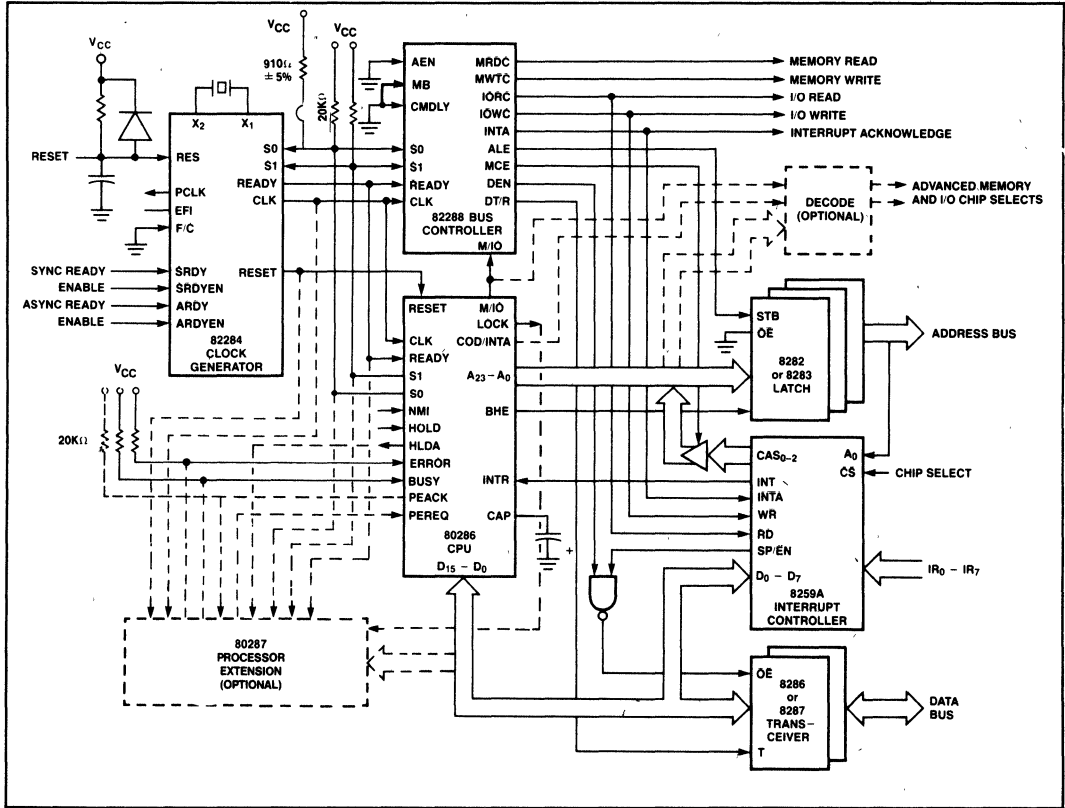 VCC
910Ω
± 5%
VCC
VCC
20KΩ
X2
X1
RESET
RES
PCLK
EFI
F/C
SYNC READY
ENABLE
ASYNC READY
ENABLE
SRDY
SRDYEN
ARDY
ARDYEN
S0
S1
READY
CLK
RESET
82284
CLOCK
GENERATOR
AEN
MB
CMDLY
S0
S1
READY
CLK
MRDC
MWTC
IORC
IOWC
INTA
ALE
MCE
DEN
DT/R
82288 BUS
CONTROLLER
M/IO
MEMORY READ
MEMORY WRITE
I/O READ
I/O WRITE
INTERRUPT ACKNOWLEDGE
DECODE
(OPTIONAL)
ADVANCED MEMORY
AND I/O CHIP SELECTS
VCC
20KΩ
RESET
CLK
READY
S1
S0
NMI
HOLD
HLDA
ERROR
BUSY
PEACK
PEREQ
M/IO
LOCK
COD/INTA
A23 – A0
BHE
INTR
CAP
+
80286
CPU
D15 – D0
STB
OE
8282
or 8283
LATCH
ADDRESS BUS
CAS0-2
INT
INTA
WR
RD
SP/EN
D0 – D7
A0
CS
CHIP SELECT
IR0 – IR7
8259A
INTERRUPT
CONTROLLER
80287
PROCESSOR
EXTENSION
(OPTIONAL)
OE
8286
or
8287
TRANS–
CEIVER
T
DATA
BUS